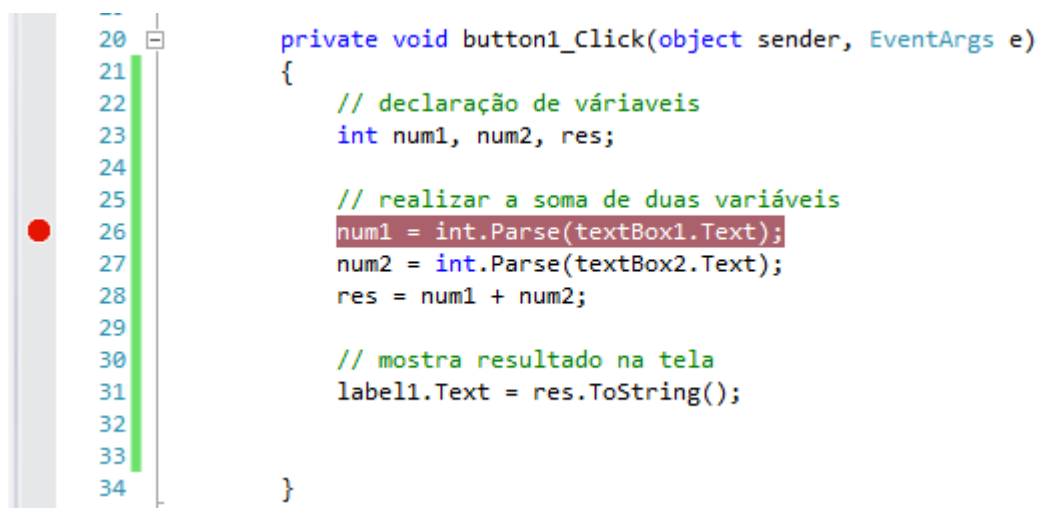 20 private void button1_Click(object sender, EventArgs e)
21 {
22 // declaração de váriaveis
23 int num1, num2, res;
24
25 // realizar a soma de duas variáveis
26 num1 = int.Parse(textBox1.Text);
27 num2 = int.Parse(textBox2.Text);
28 res = num1 + num2;
29
30 // mostra resultado na tela
31 label1.Text = res.ToString();
32
33
34 }